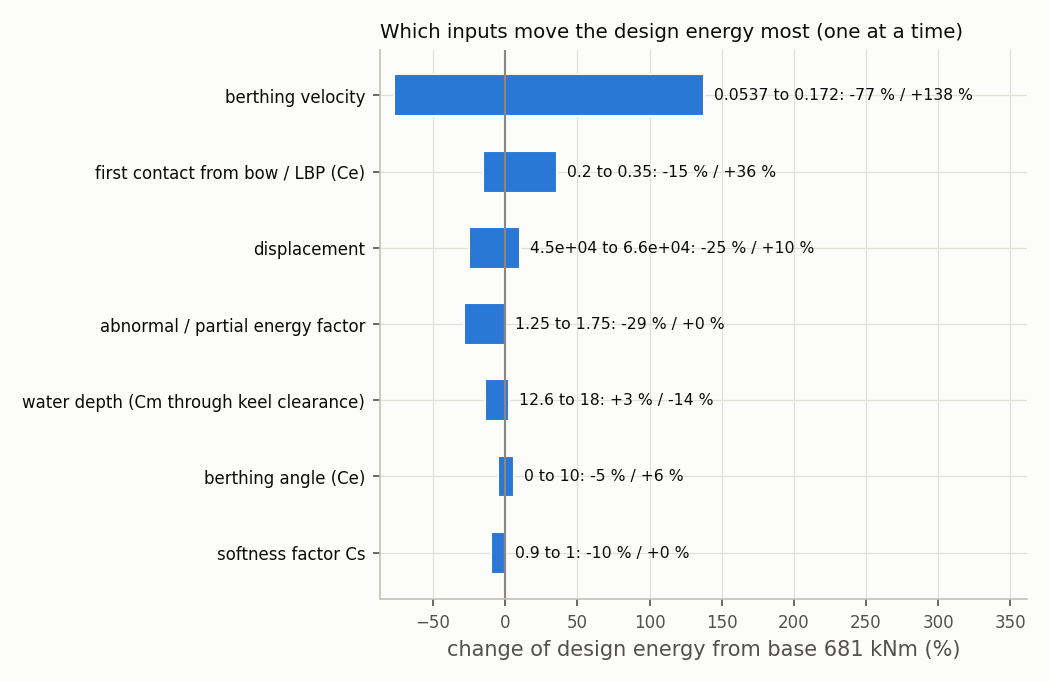 Which inputs move the design energy most (one at a time)
berthing velocity
0.0537 to 0.172: -77 % / +138 %
first contact from bow / LBP (Ce)
0.2 to 0.35: -15 % / +36 %
displacement
4.5e+04 to 6.6e+04: -25 % / +10 %
abnormal / partial energy factor
1.25 to 1.75: -29 % / +0 %
water depth (Cm through keel clearance)
12.6 to 18: +3 % / -14 %
berthing angle (Ce)
0 to 10: -5 % / +6 %
softness factor Cs
0.9 to 1: -10 % / +0 %
−50 0 50 100 150 200 250 300 350
change of design energy from base 681 kNm (%)